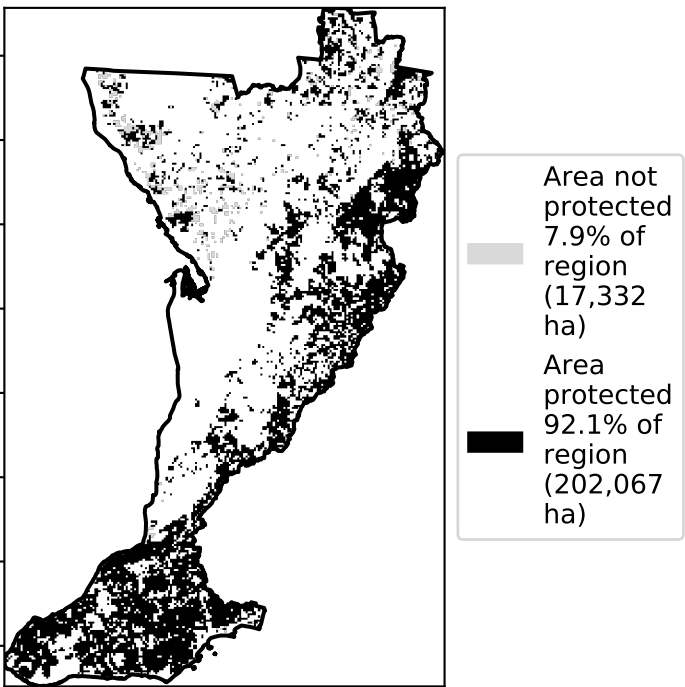 Area not
protected
7.9% of
region
(17,332
ha)
Area
protected
92.1% of
region
(202,067
ha)